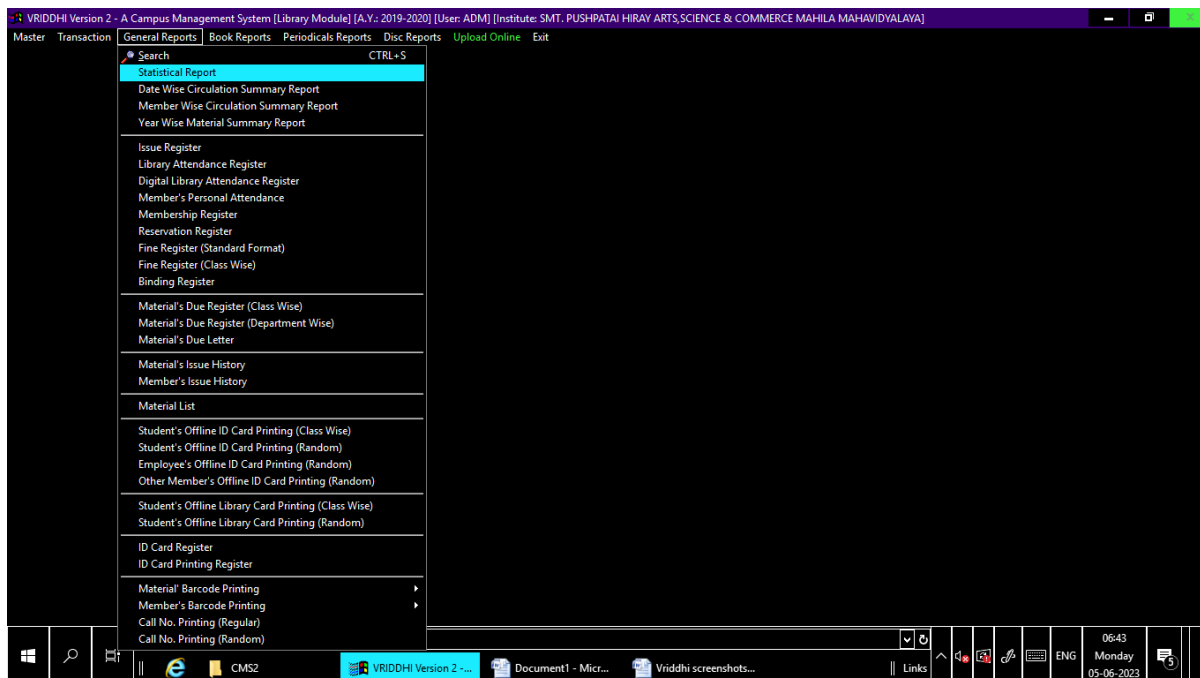 VRIDDHI Version 2 - A Campus Management System [Library Module] [A.Y.: 2019-2020] [User: ADM] [Institute: SMT. PUSHPATAI HIRAY ARTS,SCIENCE & COMMERCE MAHILA MAHAVIDYALAYA]
Master Transaction General Reports Book Reports Periodicals Reports Disc Reports Upload Online Exit
Search CTRL+S
Statistical Report
Date Wise Circulation Summary Report
Member Wise Circulation Summary Report
Year Wise Material Summary Report
Issue Register
Library Attendance Register
Digital Library Attendance Register
Member's Personal Attendance
Membership Register
Reservation Register
Fine Register (Standard Format)
Fine Register (Class Wise)
Binding Register
Material's Due Register (Class Wise)
Material's Due Register (Department Wise)
Material's Due Letter
Material's Issue History
Member's Issue History
Material List
Student's Offline ID Card Printing (Class Wise)
Student's Offline ID Card Printing (Random)
Employee's Offline ID Card Printing (Random)
Other Member's Offline ID Card Printing (Random)
Student's Offline Library Card Printing (Class Wise)
Student's Offline Library Card Printing (Random)
ID Card Register
ID Card Printing Register
Material' Barcode Printing
Member's Barcode Printing
Call No. Printing (Regular)
Call No. Printing (Random)
CMS2 VRIDDHI Version 2 -... Document1 - Micr... Vriddhi screenshots... Links ENG
06:43
Monday
05-06-2023
5